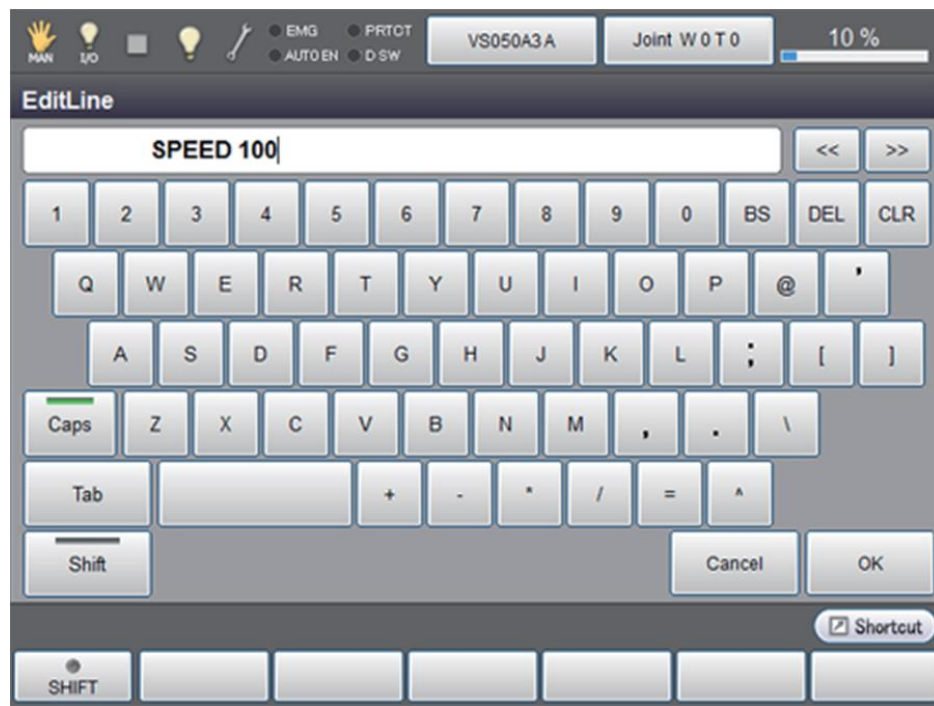 EMG PRTCT
MAN I/O AUTO EN D SW VS050A3 A Joint W 0 T 0 10 %
EditLine
SPEED 100 << >>
1 2 3 4 5 6 7 8 9 0 BS DEL CLR
Q W E R T Y U I O P @ '
A S D F G H J K L ; [ ]
Caps Z X C V B N M , . \
Tab + - * / = ^
Shift Cancel OK
Shortcut
SHIFT